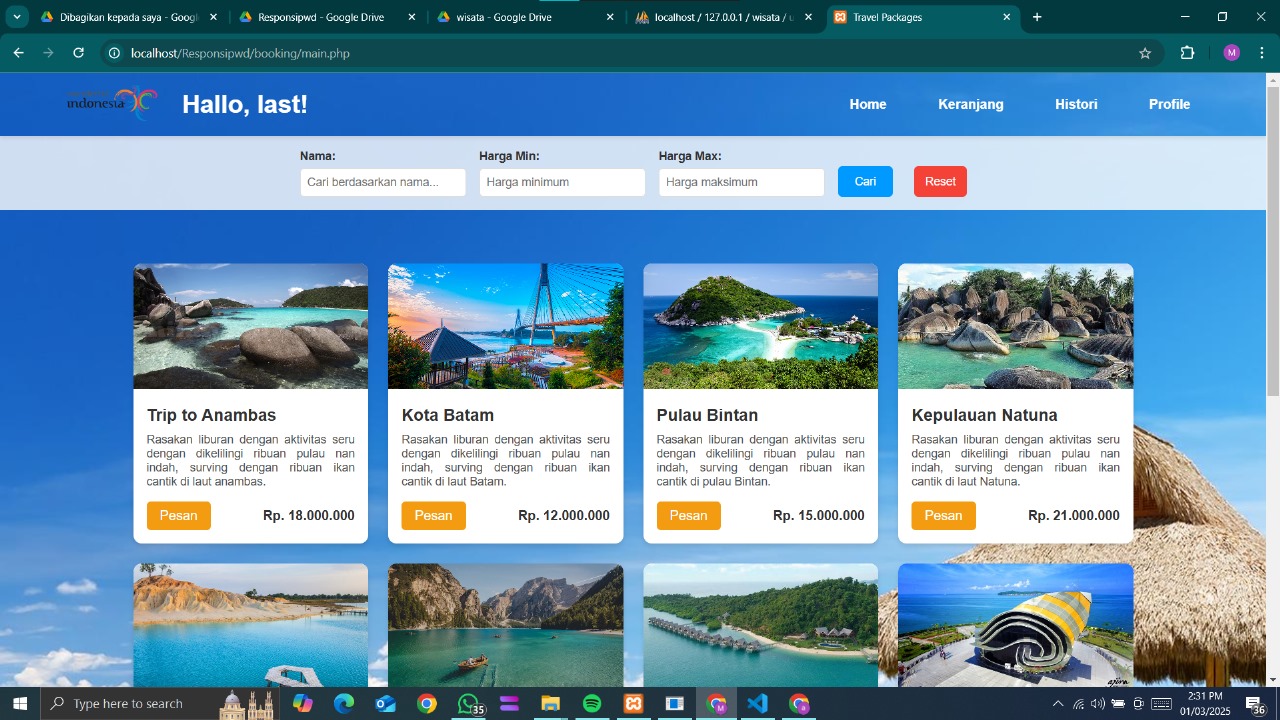 Dibagikan kepada saya - Googl
Responsipwd - Google Drive
wisata - Google Drive
localhost / 127.0.0.1 / wisata / u
Travel Packages
localhost/Responsipwd/booking/main.php
M
indonesia
Hallo, last!
Home
Keranjang
Histori
Profile
Nama:
Harga Min:
Harga Max:
Cari berdasarkan nama...
Harga minimum
Harga maksimum
Cari
Reset
Trip to Anambas
Rasakan liburan dengan aktivitas seru
dengan dikelilingi ribuan pulau nan
indah, surving dengan ribuan ikan
cantik di laut anambas.
Pesan
Rp. 18.000.000
Kota Batam
Rasakan liburan dengan aktivitas seru
dengan dikelilingi ribuan pulau nan
indah, surving dengan ribuan ikan
cantik di laut Batam.
Pesan
Rp. 12.000.000
Pulau Bintan
Rasakan liburan dengan aktivitas seru
dengan dikelilingi ribuan pulau nan
indah, surving dengan ribuan ikan
cantik di pulau Bintan.
Pesan
Rp. 15.000.000
Kepulauan Natuna
Rasakan liburan dengan aktivitas seru
dengan dikelilingi ribuan pulau nan
indah, surving dengan ribuan ikan
cantik di laut Natuna.
Pesan
Rp. 21.000.000
Type here to search
35
2:31 PM
01/03/2025
36